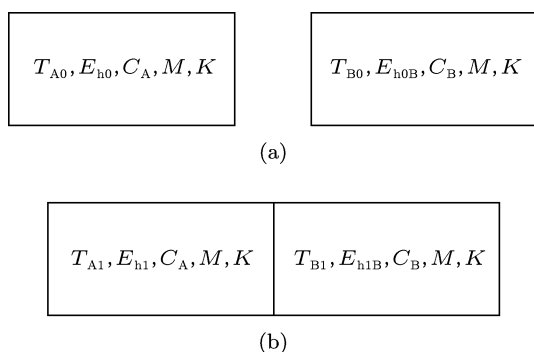 T_A0, E_h0, C_A, M, K
T_B0, E_h0B, C_B, M, K
(a)
T_A1, E_h1, C_A, M, K
T_B1, E_h1B, C_B, M, K
(b)